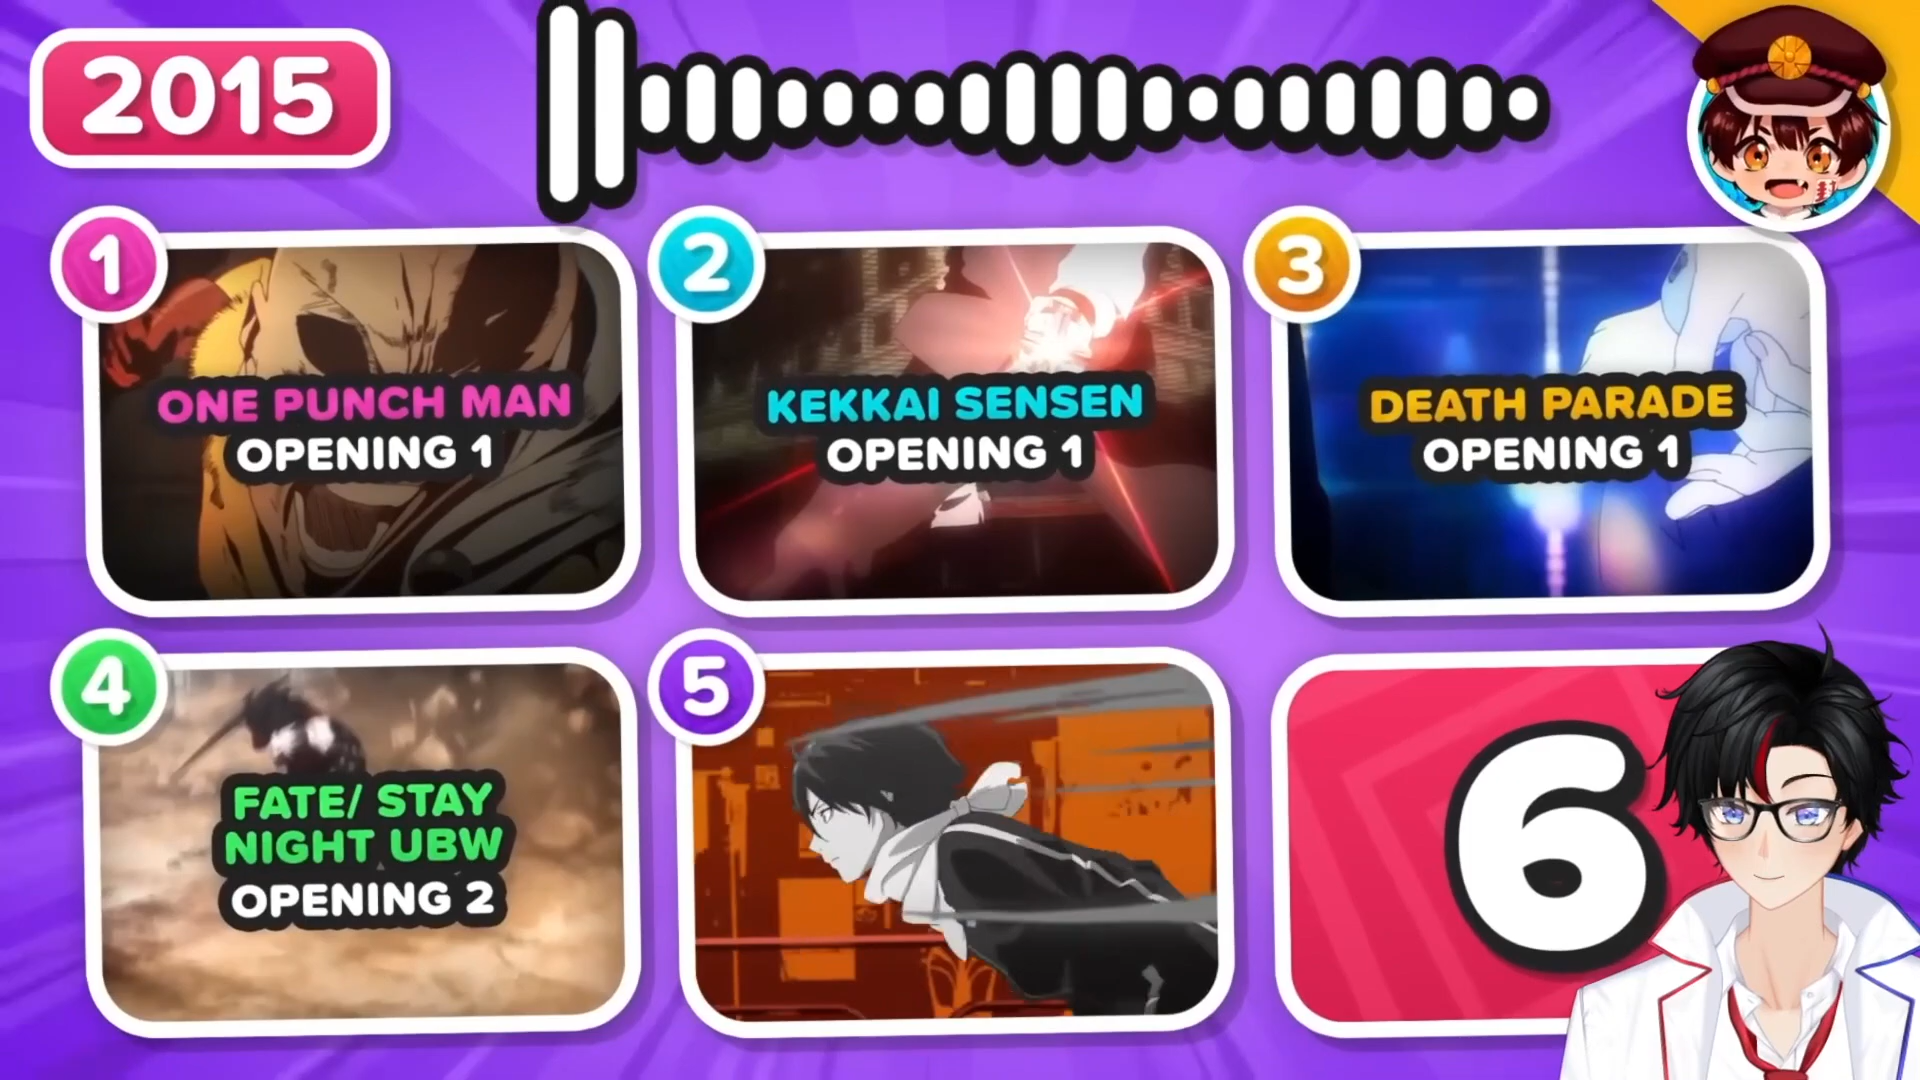 2015
1
ONE PUNCH MAN
OPENING 1
2
KEKKAI SENSEN
OPENING 1
3
DEATH PARADE
OPENING 1
4
FATE/ STAY
NIGHT UBW
OPENING 2
5
6